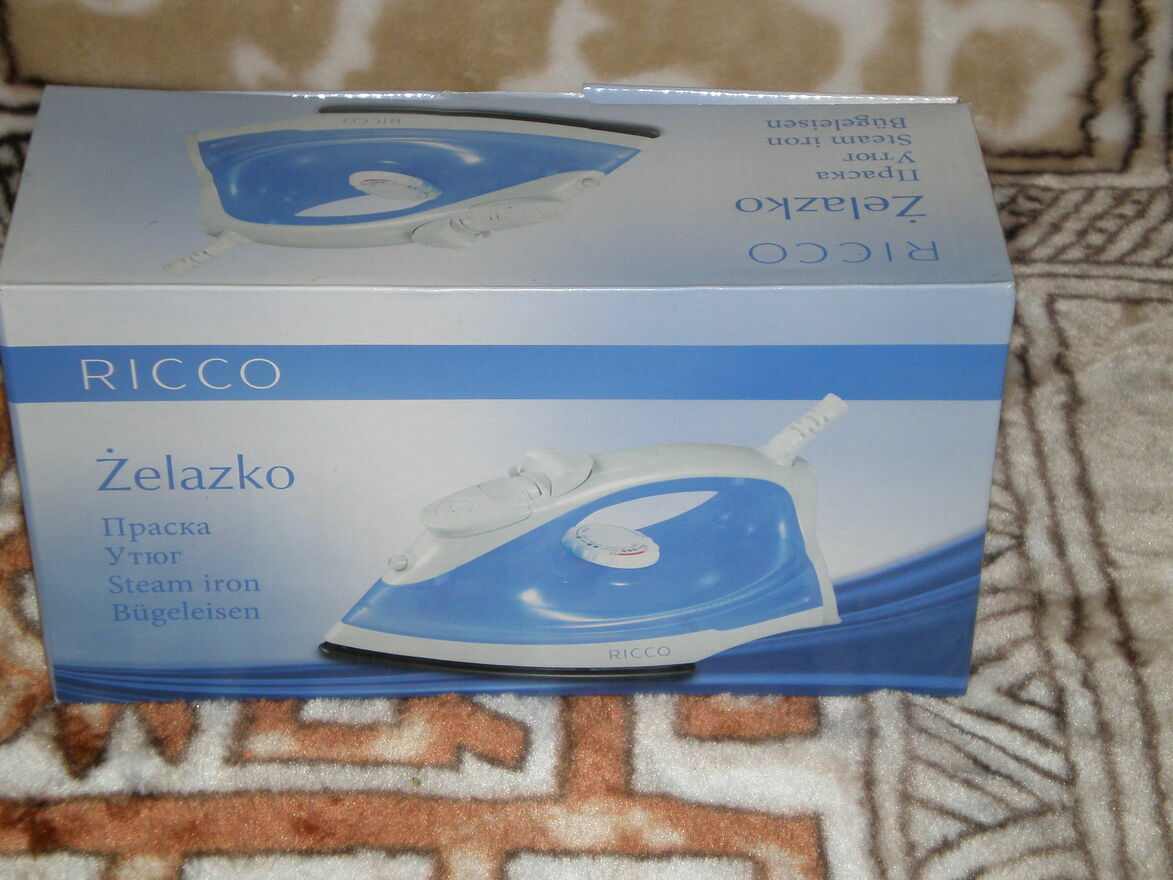 RICCO
Bügeleisen
Steam iron
Утюг
Праска
Żelazko
RICCO
RICCO
Żelazko
Праска
Утюг
Steam iron
Bügeleisen
RICCO